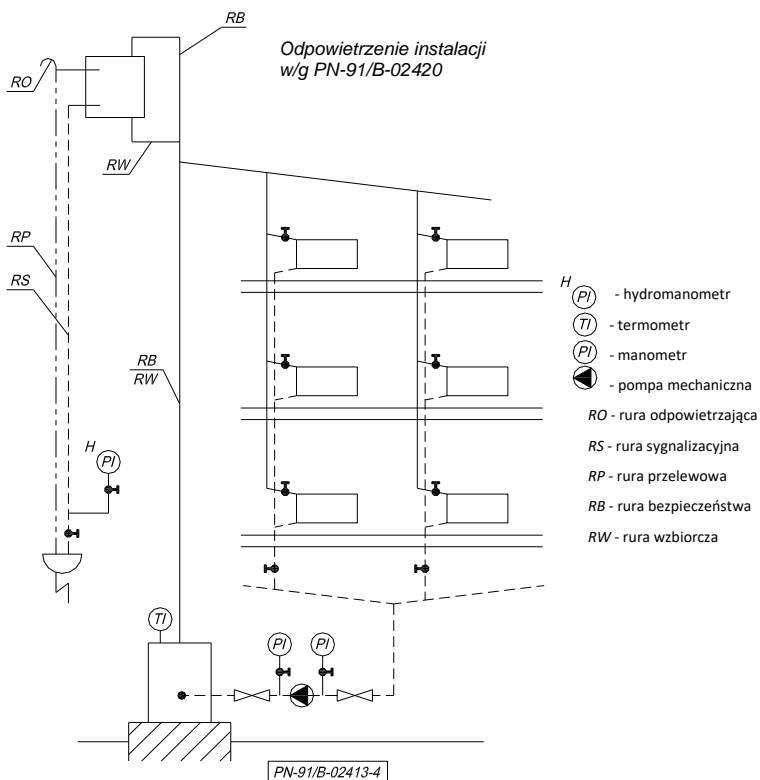 RB
Odpowietrzenie instalacji
w/g PN-91/B-02420
RO
RW
RP
RS
RB
RW
H
PI
TI
PI
PI
PN-91/B-02413-4
H
PI - hydromanometr
TI - termometr
PI - manometr
- pompa mechaniczna
RO - rura odpowietrzająca
RS - rura sygnalizacyjna
RP - rura przelewowa
RB - rura bezpieczeństwa
RW - rura wzbiorcza